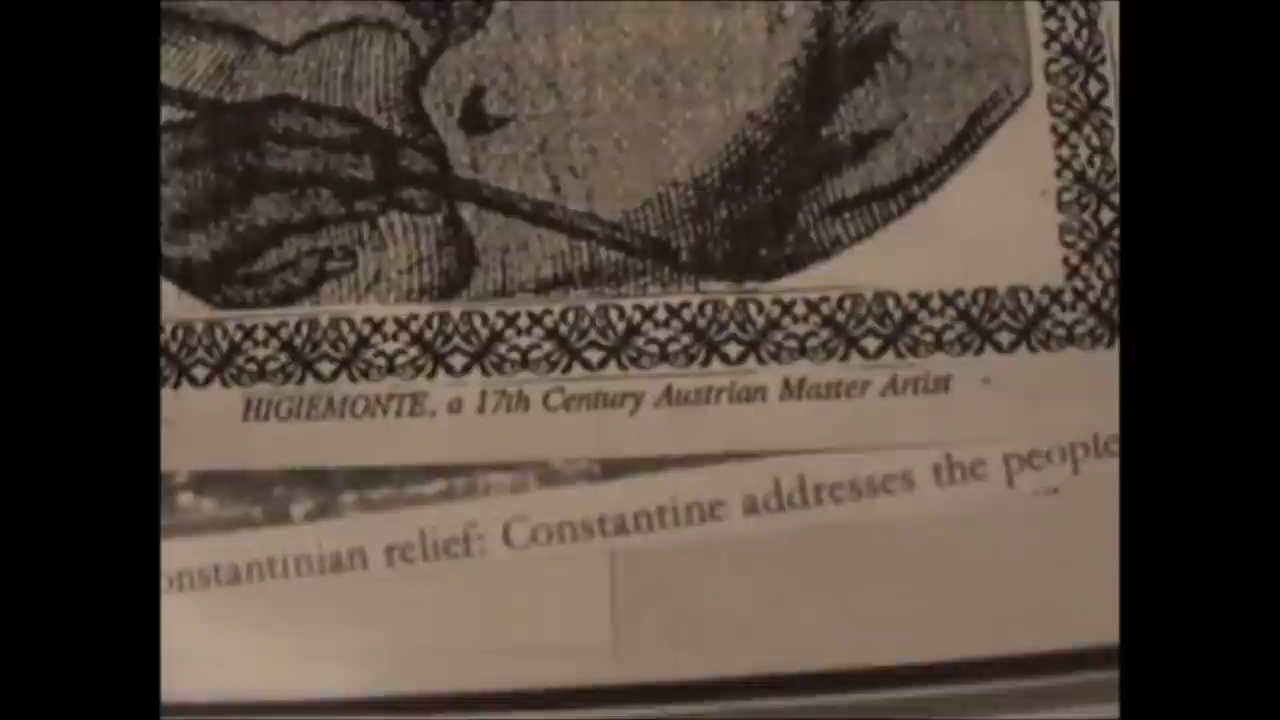 HIGIEMONTE, a 17th Century Austrian Master Artist
onstantinian relief: Constantine addresses the people